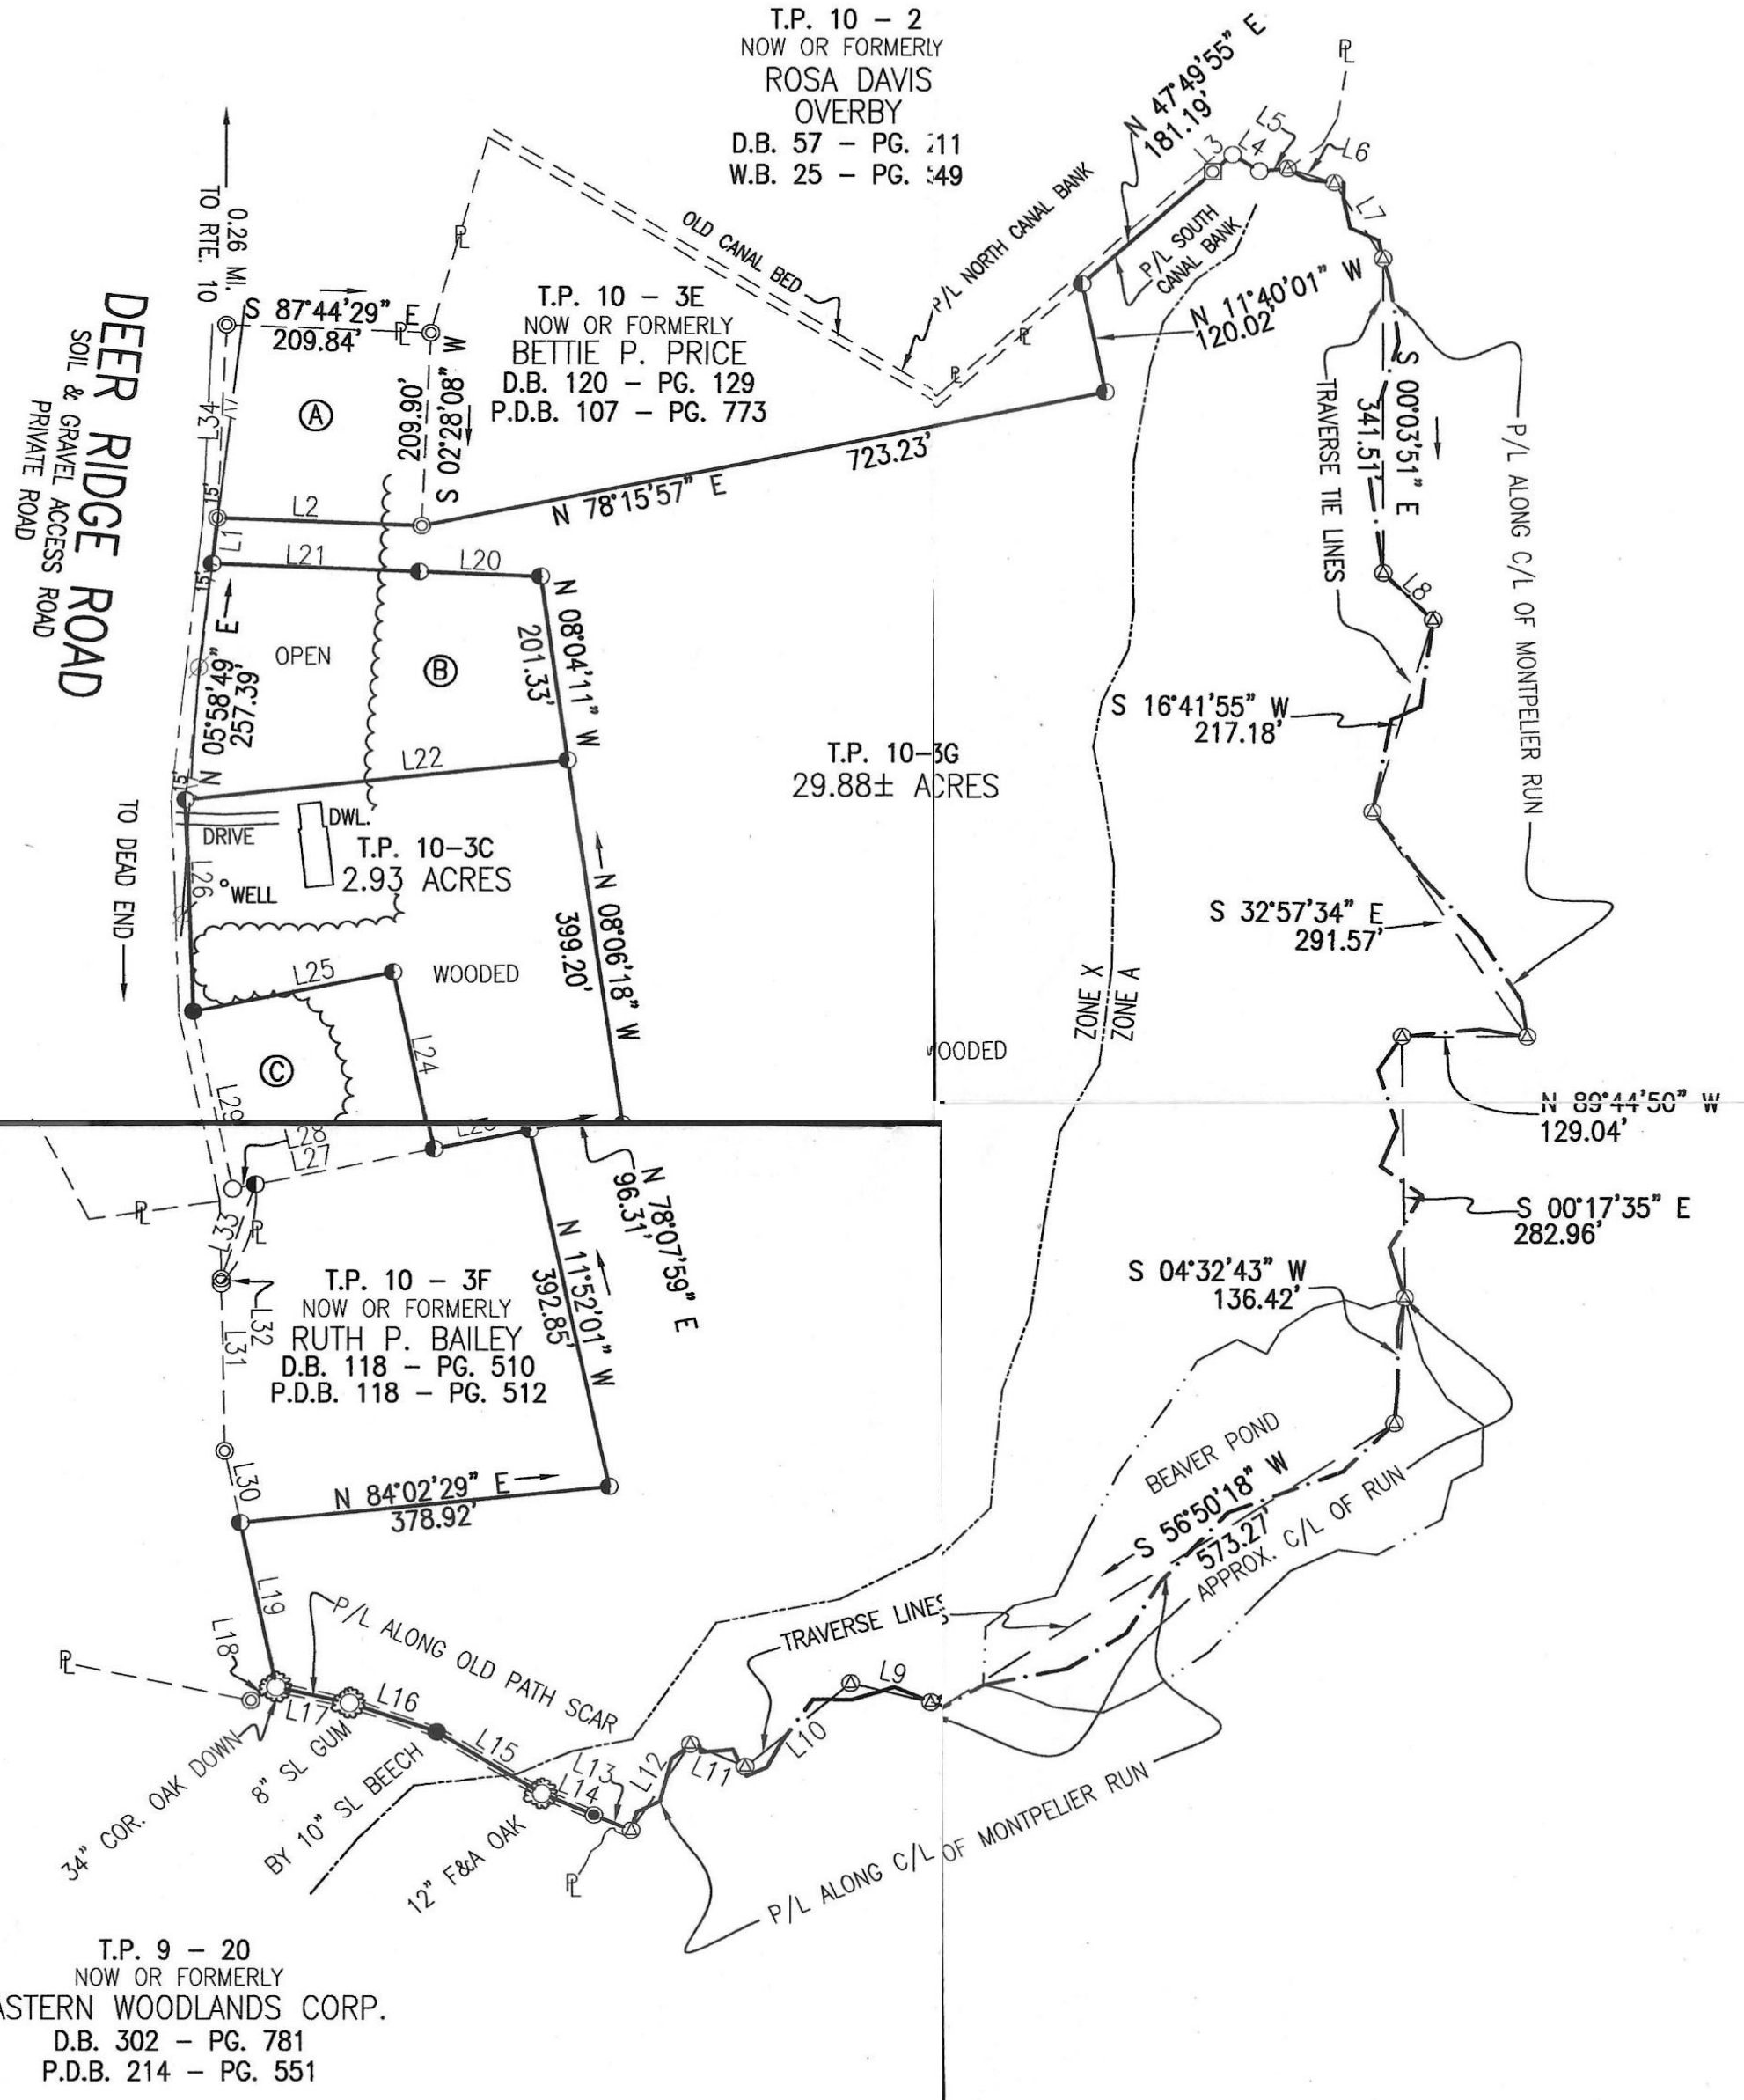 T.P. 10 – 2
NOW OR FORMERLY
ROSA DAVIS
OVERBY
D.B. 57 – PG. 11
W.B. 25 – PG. 49
N 47°49'55" E
181.19'
P/L
L3
L4
L5
L6
L7
0.26 MI.
TO RTE. 10
OLD CANAL BED
P/L NORTH CANAL BANK
P/L SOUTH
CANAL BANK
P/L
S 87°44'29" E
209.84'
P/L
S 02°28'08" W
209.90'
T.P. 10 – 3E
NOW OR FORMERLY
BETTIE P. PRICE
D.B. 120 – PG. 129
P.D.B. 107 – PG. 773
N 11°40'01" W
120.02'
P/L
P/L
DEER RIDGE ROAD
SOIL & GRAVEL ACCESS ROAD
PRIVATE ROAD
L34
A
723.23'
N 78°15'57" E
TRAVERSE TIE LINES
S 00°03'51" E
341.51'
P/L ALONG C/L OF MONTPELIER RUN
15'
L2
L1
L21
L20
15'
L8
N 05°58'49" E
257.39'
OPEN
B
N 08°04'11" W
201.33'
S 16°41'55" W
217.18'
15'
L22
T.P. 10–3G
29.88± ACRES
TO DEAD END
DRIVE
DWL.
T.P. 10–3C
2.93 ACRES
L26
WELL
N 08°06'18" W
399.20'
S 32°57'34" E
291.57'
L25
WOODED
ZONE X
ZONE A
L24
WOODED
C
L29
N 89°44'50" W
129.04'
L28
L27
P/L
L33
P/L
N 78°07'59" E
96.31'
S 00°17'35" E
282.96'
N 11°52'01" W
392.85'
S 04°32'43" W
136.42'
T.P. 10 – 3F
NOW OR FORMERLY
RUTH P. BAILEY
D.B. 118 – PG. 510
P.D.B. 118 – PG. 512
L32
L31
L30
N 84°02'29" E
378.92'
BEAVER POND
S 56°50'18" W
573.27'
APPROX. C/L OF RUN
L19
L18
P/L ALONG OLD PATH SCAR
TRAVERSE LINES
P/L
L17
L16
L9
L10
L15
L13
L14
L12
L11
34" COR. OAK DOWN
8" SL GUM
BY 10" SL BEECH
12" F&A OAK
P/L
P/L ALONG C/L OF MONTPELIER RUN
T.P. 9 – 20
NOW OR FORMERLY
ASTERN WOODLANDS CORP.
D.B. 302 – PG. 781
P.D.B. 214 – PG. 551